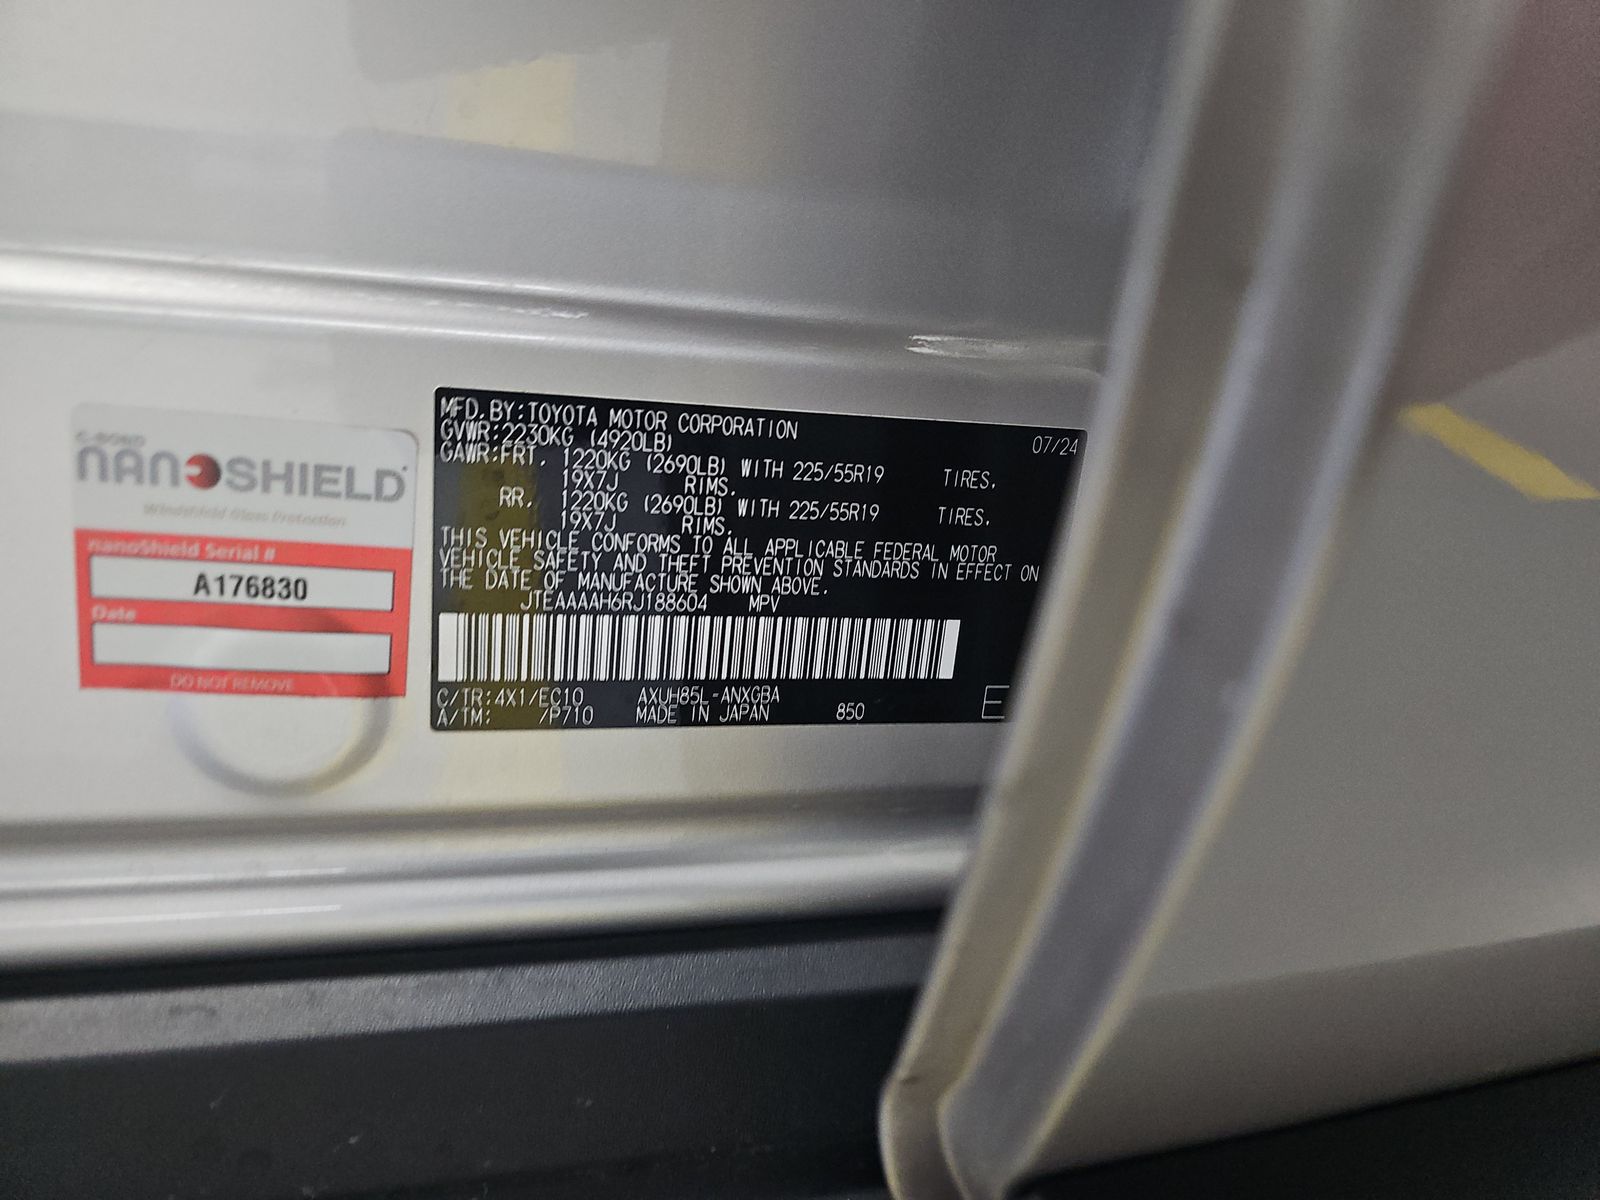 C-BOND
nanoSHIELD
Windshield Glass Protection
nanoShield Serial #
A176830
Date
DO NOT REMOVE
MFD.BY:TOYOTA MOTOR CORPORATION 07/24
GVWR:2230KG (4920LB)
GAWR:FRT. 1220KG (2690LB) WITH 225/55R19 TIRES.
19X7J RIMS.
RR. 1220KG (2690LB) WITH 225/55R19 TIRES.
19X7J RIMS.
THIS VEHICLE CONFORMS TO ALL APPLICABLE FEDERAL MOTOR
VEHICLE SAFETY AND THEFT PREVENTION STANDARDS IN EFFECT ON
THE DATE OF MANUFACTURE SHOWN ABOVE.
JTEAAAAH6RJ188604 MPV
C/TR:4X1/EC10 AXUH85L-ANXGBA
A/TM: /P710 MADE IN JAPAN 850 E